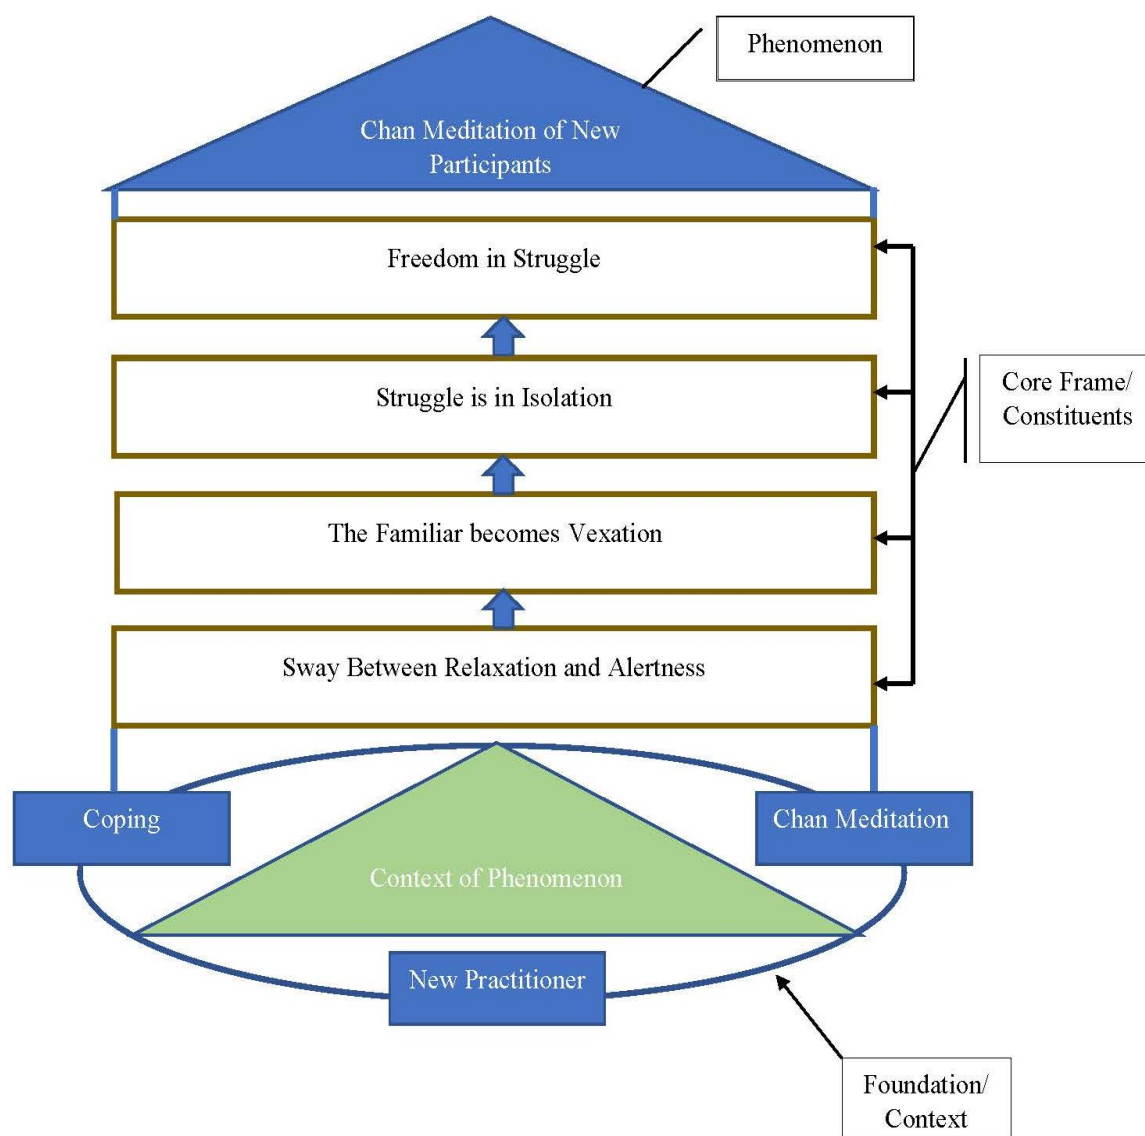 Phenomenon
Chan Meditation of New
Participants
Freedom in Struggle
Struggle is in Isolation
Core Frame/
Constituents
The Familiar becomes Vexation
Sway Between Relaxation and Alertness
Coping
Chan Meditation
Context of Phenomenon
New Practitioner
Foundation/
Context